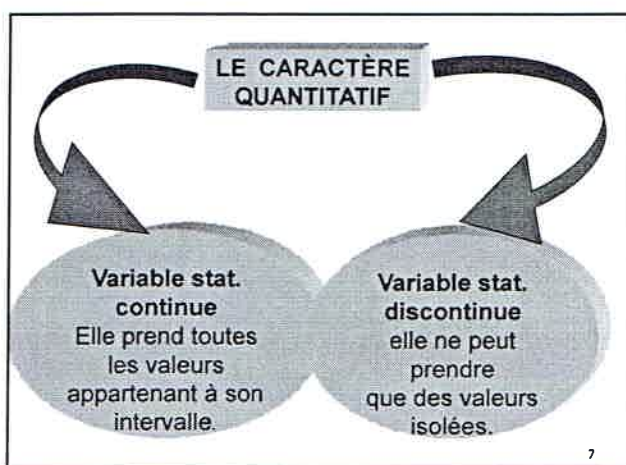 LE CARACTÈRE
QUANTITATIF
Variable stat.
continue
Elle prend toutes
les valeurs
appartenant à son
intervalle.
Variable stat.
discontinue
elle ne peut
prendre
que des valeurs
isolées.
7